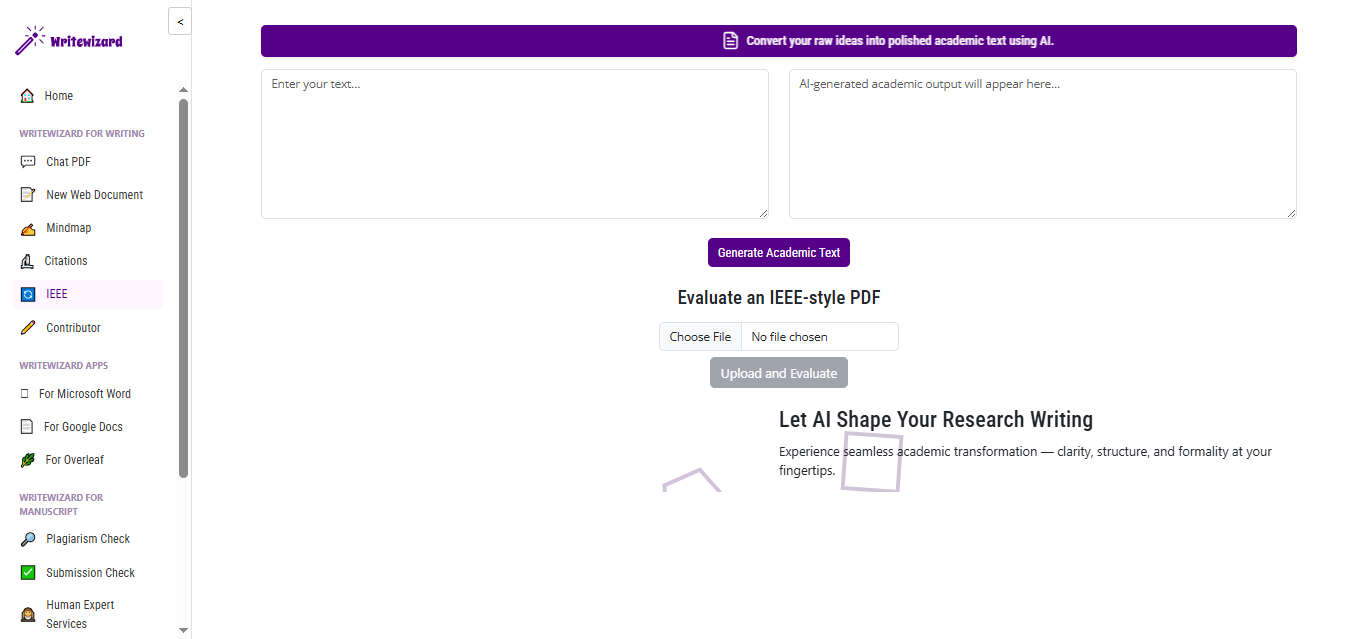 Writewizard
<
Home
WRITEWIZARD FOR WRITING
Chat PDF
New Web Document
Mindmap
Citations
IEEE
Contributor
WRITEWIZARD APPS
For Microsoft Word
For Google Docs
For Overleaf
WRITEWIZARD FOR
MANUSCRIPT
Plagiarism Check
Submission Check
Human Expert
Services
Convert your raw ideas into polished academic text using AI.
Enter your text...
AI-generated academic output will appear here...
Generate Academic Text
Evaluate an IEEE-style PDF
Choose File No file chosen
Upload and Evaluate
Let AI Shape Your Research Writing
Experience seamless academic transformation — clarity, structure, and formality at your
fingertips.